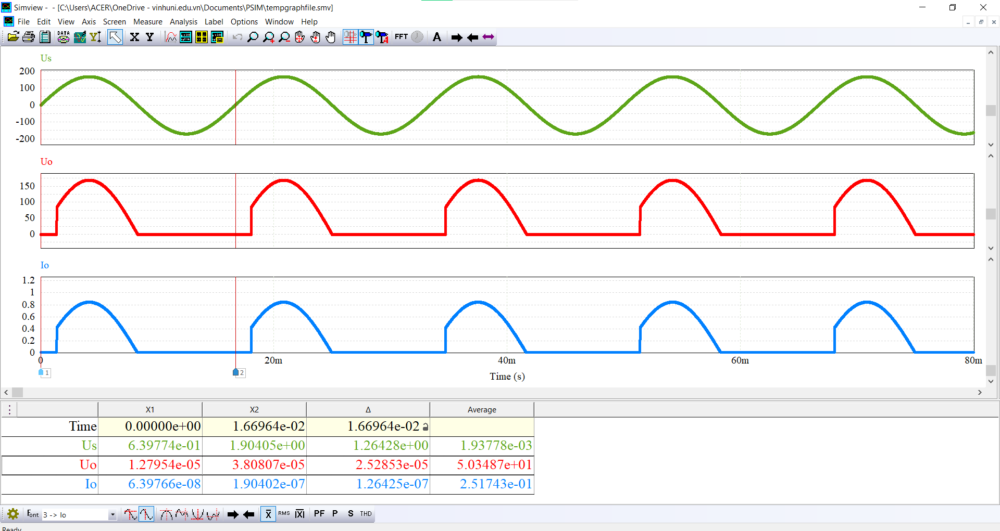 Simview - - [C:\Users\ACER\OneDrive - vinhuni.edu.vn\Documents\PSIM\tempgraphfile.smv]
File Edit View Axis Screen Measure Analysis Label Options Window Help
DATA Y X Y FFT A
Us
200
100
0
-100
-200
Uo
150
100
50
0
Io
1.2
1
0.8
0.6
0.4
0.2
0
0 20m 40m 60m 80m
1 2
Time (s)
X1 X2 Δ Average
Time 0.00000e+00 1.66964e-02 1.66964e-02
Us 6.39774e-01 1.90405e+00 1.26428e+00 1.93778e-03
Uo 1.27954e-05 3.80807e-05 2.52853e-05 5.03487e+01
Io 6.39766e-08 1.90402e-07 1.26425e-07 2.51743e-01
Font 3 -> Io x̄ RMS |X| PF P S THD
Ready